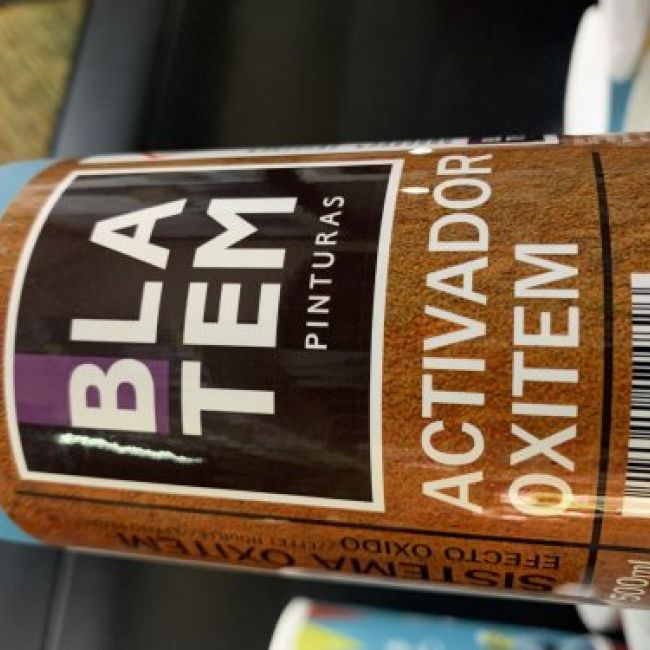 BLA
TEM
PINTURAS
ACTIVADOR
OXITEM
SISTEMA OXITEM
EFECTO OXIDO
500ml